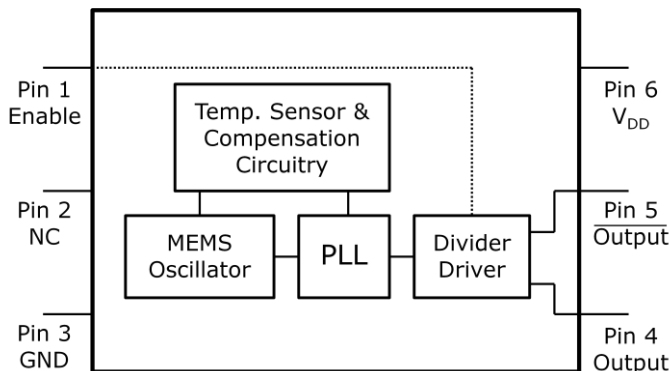 Pin 1
Enable
Pin 2
NC
Pin 3
GND
Temp. Sensor &
Compensation
Circuitry
MEMS
Oscillator
PLL
Divider
Driver
Pin 6
VDD
Pin 5
Output
Pin 4
Output